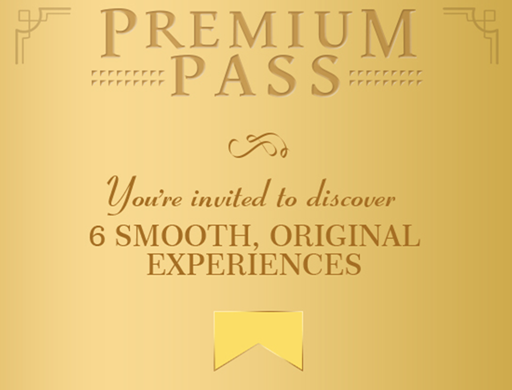 PREMIUM
PASS
You're invited to discover
6 SMOOTH, ORIGINAL
EXPERIENCES